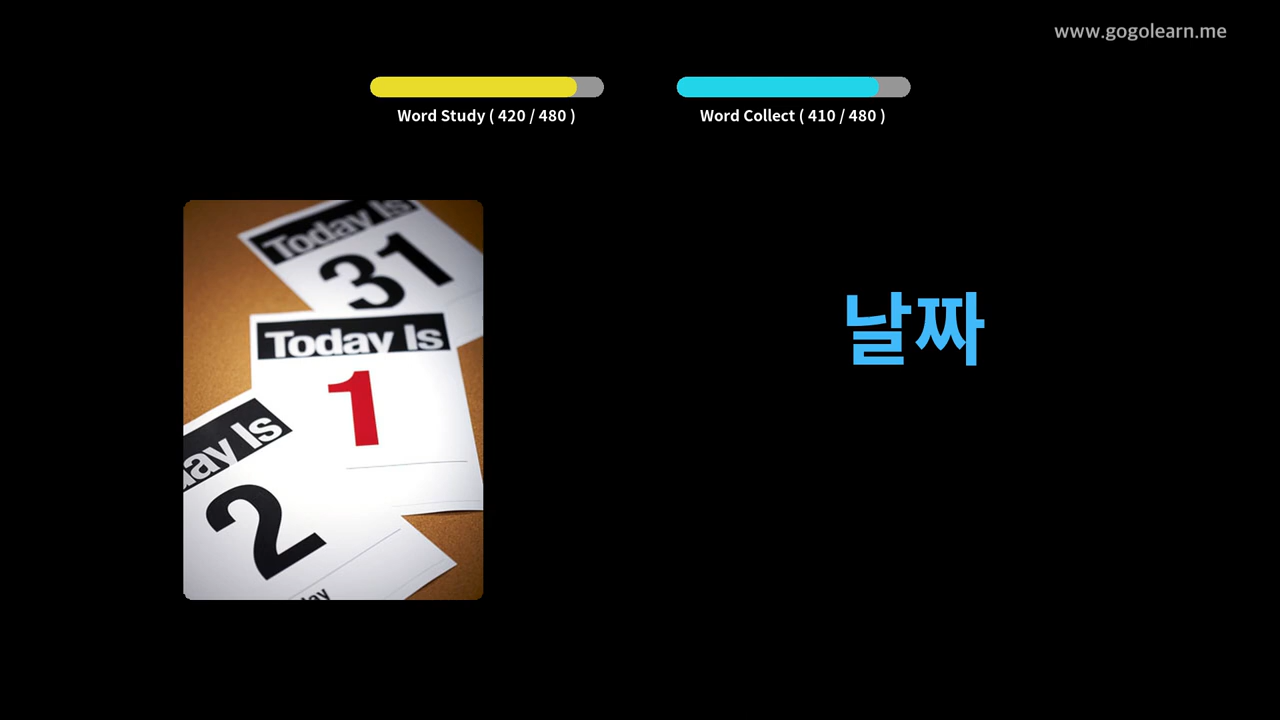 www.gogolearn.me
Word Study ( 420 / 480 )
Word Collect ( 410 / 480 )
Today Is
31
Today Is
1
ay Is
2
날짜